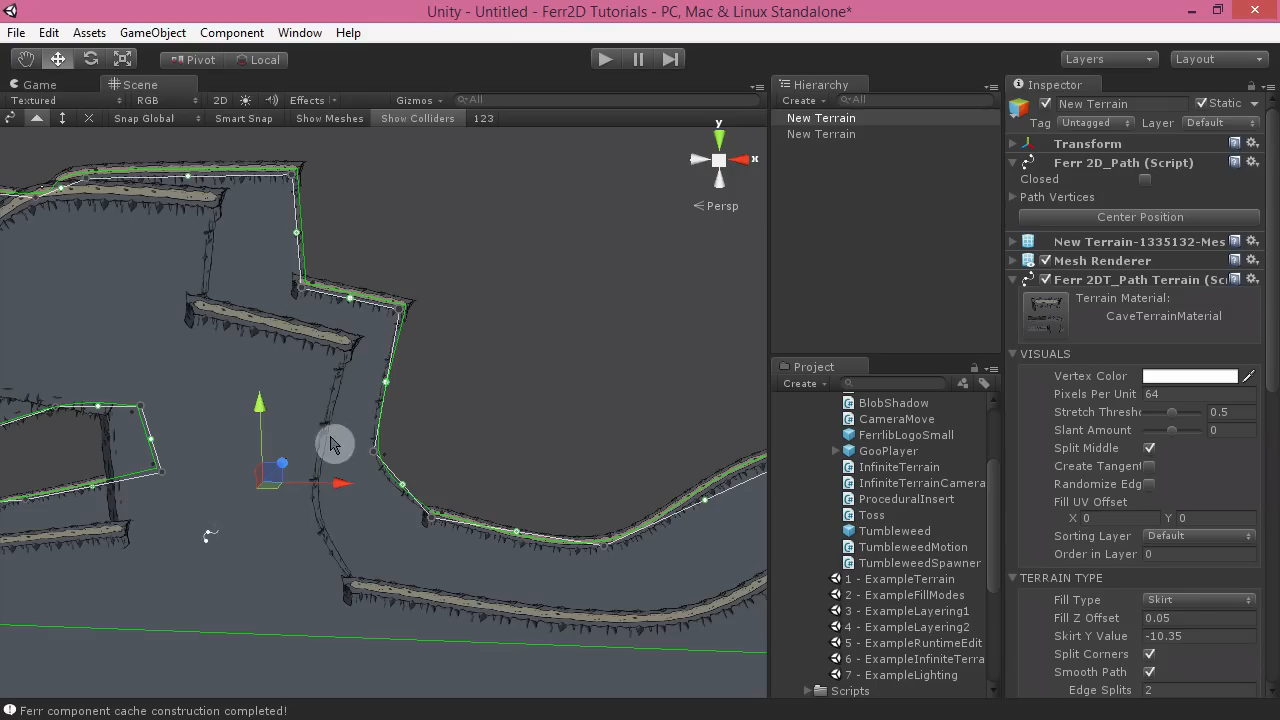 Unity - Untitled - Ferr2D Tutorials - PC, Mac & Linux Standalone*
File Edit Assets GameObject Component Window Help
Pivot Local Layers Layout
Game Scene
Textured RGB 2D Effects Gizmos All
Snap Global Smart Snap Show Meshes Show Colliders 123
y
x
Persp
Hierarchy
Create All
New Terrain
New Terrain
Project
Create
BlobShadow
CameraMove
FerrlibLogoSmall
GooPlayer
InfiniteTerrain
InfiniteTerrainCamera
ProceduralInsert
Toss
Tumbleweed
TumbleweedMotion
TumbleweedSpawner
1 - ExampleTerrain
2 - ExampleFillModes
3 - ExampleLayering1
4 - ExampleLayering2
5 - ExampleRuntimeEdit
6 - ExampleInfiniteTerra
7 - ExampleLighting
Scripts
Inspector
New Terrain Static
Tag Untagged Layer Default
Transform
Ferr 2D_Path (Script)
Closed
Path Vertices
Center Position
New Terrain-1335132-Mes
Mesh Renderer
Ferr 2DT_Path Terrain (Scr
Terrain Material:
CaveTerrainMaterial
VISUALS
Vertex Color
Pixels Per Unit 64
Stretch Thresho 0.5
Slant Amount 0
Split Middle
Create Tangent
Randomize Edg
Fill UV Offset
X 0 Y 0
Sorting Layer Default
Order in Layer 0
TERRAIN TYPE
Fill Type Skirt
Fill Z Offset 0.05
Skirt Y Value -10.35
Split Corners
Smooth Path
Edge Splits 2
Ferr component cache construction completed!